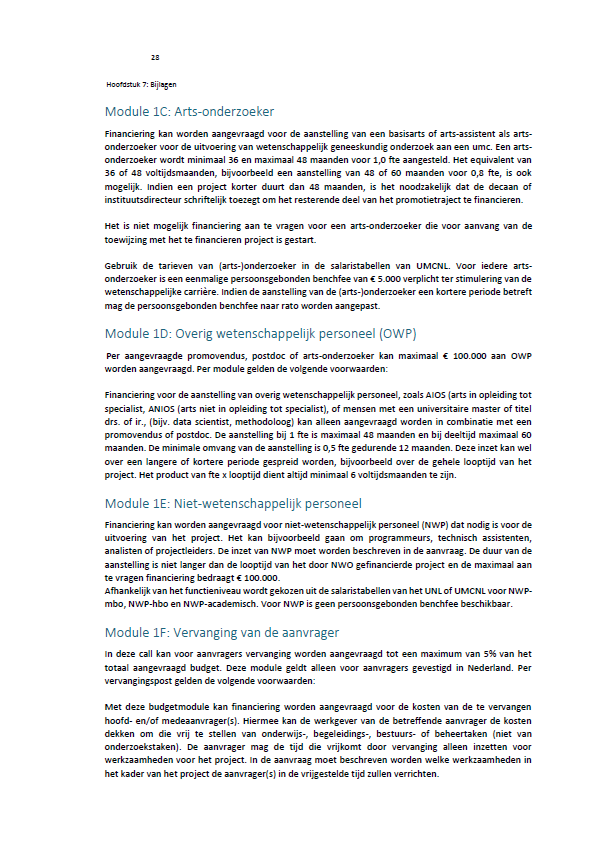 28
Hoofdstuk 7: Bijlagen
Module 1C: Arts-onderzoeker
Financiering kan worden aangevraagd voor de aanstelling van een basisarts of arts-assistent als arts-
onderzoeker voor de uitvoering van wetenschappelijk geneeskundig onderzoek aan een umc. Een arts-
onderzoeker wordt minimaal 36 en maximaal 48 maanden voor 1,0 fte aangesteld. Het equivalent van
36 of 48 voltijdsmaanden, bijvoorbeeld een aanstelling van 48 of 60 maanden voor 0,8 fte, is ook
mogelijk. Indien een project korter duurt dan 48 maanden, is het noodzakelijk dat de decaan of
instituutsdirecteur schriftelijk toezegt om het resterende deel van het promotietraject te financieren.
Het is niet mogelijk financiering aan te vragen voor een arts-onderzoeker die voor aanvang van de
toewijzing met het te financieren project is gestart.
Gebruik de tarieven van (arts-)onderzoeker in de salaristabellen van UMCNL. Voor iedere arts-
onderzoeker is een eenmalige persoonsgebonden benchfee van € 5.000 verplicht ter stimulering van de
wetenschappelijke carrière. Indien de aanstelling van de (arts-)onderzoeker een kortere periode betreft
mag de persoonsgebonden benchfee naar rato worden aangepast.
Module 1D: Overig wetenschappelijk personeel (OWP)
Per aangevraagde promovendus, postdoc of arts-onderzoeker kan maximaal € 100.000 aan OWP
worden aangevraagd. Per module gelden de volgende voorwaarden:
Financiering voor de aanstelling van overig wetenschappelijk personeel, zoals AIOS (arts in opleiding tot
specialist, ANIOS (arts niet in opleiding tot specialist), of mensen met een universitaire master of titel
drs. of ir., (bijv. data scientist, methodoloog) kan alleen aangevraagd worden in combinatie met een
promovendus of postdoc. De aanstelling bij 1 fte is maximaal 48 maanden en bij deeltijd maximaal 60
maanden. De minimale omvang van de aanstelling is 0,5 fte gedurende 12 maanden. Deze inzet kan wel
over een langere of kortere periode gespreid worden, bijvoorbeeld over de gehele looptijd van het
project. Het product van fte x looptijd dient altijd minimaal 6 voltijdsmaanden te zijn.
Module 1E: Niet-wetenschappelijk personeel
Financiering kan worden aangevraagd voor niet-wetenschappelijk personeel (NWP) dat nodig is voor de
uitvoering van het project. Het kan bijvoorbeeld gaan om programmeurs, technisch assistenten,
analisten of projectleiders. De inzet van NWP moet worden beschreven in de aanvraag. De duur van de
aanstelling is niet langer dan de looptijd van het door NWO gefinancierde project en de maximaal aan
te vragen financiering bedraagt € 100.000.
Afhankelijk van het functieniveau wordt gekozen uit de salaristabellen van het UNL of UMCNL voor NWP-
mbo, NWP-hbo en NWP-academisch. Voor NWP is geen persoonsgebonden benchfee beschikbaar.
Module 1F: Vervanging van de aanvrager
In deze call kan voor aanvragers vervanging worden aangevraagd tot een maximum van 5% van het
totaal aangevraagd budget. Deze module geldt alleen voor aanvragers gevestigd in Nederland. Per
vervangingspost gelden de volgende voorwaarden:
Met deze budgetmodule kan financiering worden aangevraagd voor de kosten van de te vervangen
hoofd- en/of medeaanvrager(s). Hiermee kan de werkgever van de betreffende aanvrager de kosten
dekken om die vrij te stellen van onderwijs-, begeleidings-, bestuurs- of beheertaken (niet van
onderzoekstaken). De aanvrager mag de tijd die vrijkomt door vervanging alleen inzetten voor
werkzaamheden voor het project. In de aanvraag moet beschreven worden welke werkzaamheden in
het kader van het project de aanvrager(s) in de vrijgestelde tijd zullen verrichten.